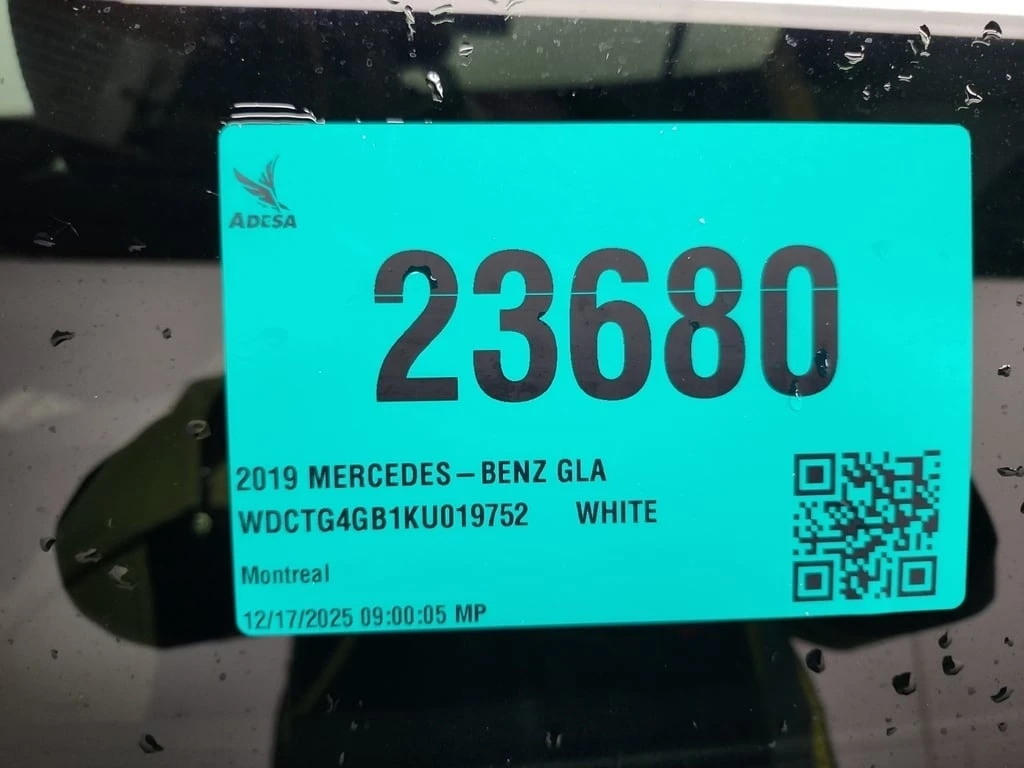 ADESA
23680
2019 MERCEDES-BENZ GLA
WDCTG4GB1KU019752 WHITE
Montreal
12/17/2025 09:00:05 MP